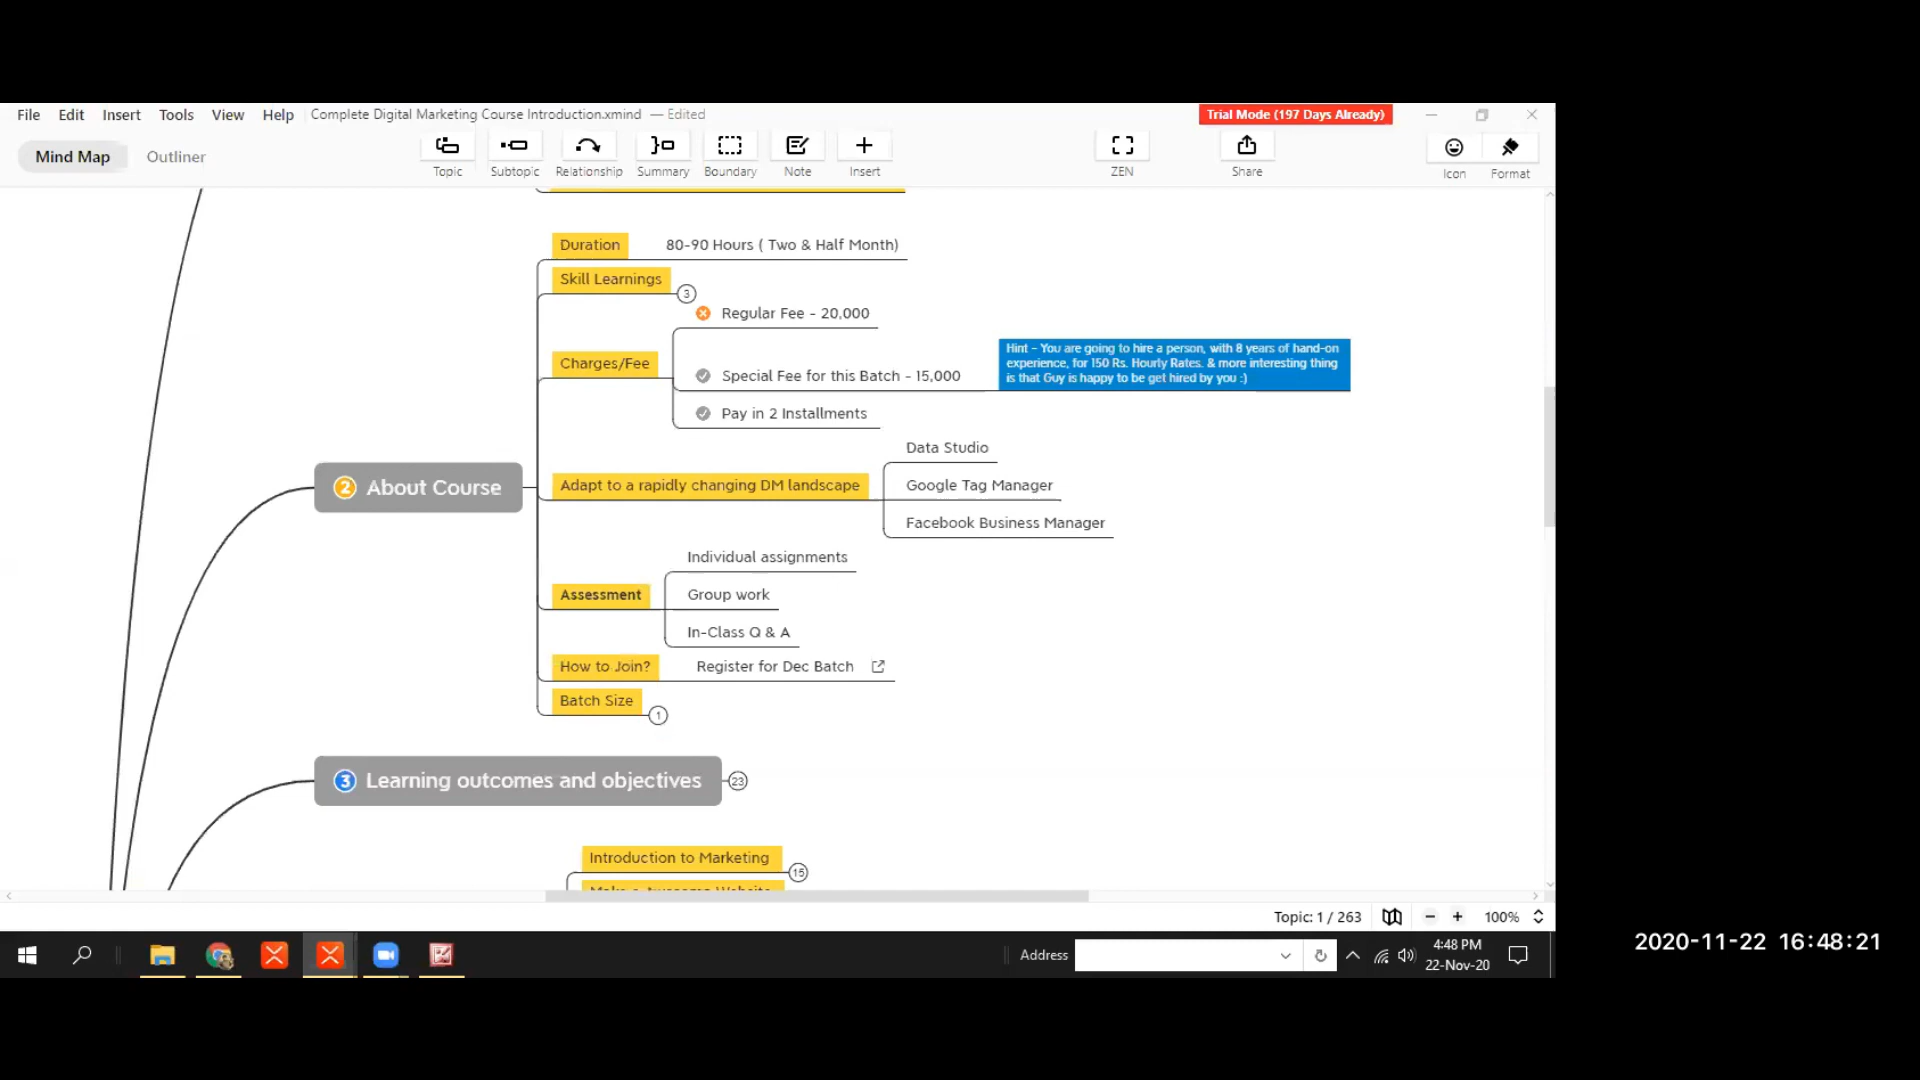 File Edit Insert Tools View Help Complete Digital Marketing Course Introduction.xmind — Edited
Trial Mode (197 Days Already)
Mind Map Outliner
Topic Subtopic Relationship Summary Boundary Note Insert ZEN Share Icon Format
Duration 80-90 Hours ( Two & Half Month)
Skill Learnings 3
Regular Fee - 20,000
Charges/Fee
Special Fee for this Batch - 15,000
Hint - You are going to hire a person, with 8 years of hand-on
experience, for 150 Rs. Hourly Rates. & more interesting thing
is that Guy is happy to be get hired by you :)
Pay in 2 Installments
Data Studio
2 About Course
Adapt to a rapidly changing DM landscape
Google Tag Manager
Facebook Business Manager
Individual assignments
Assessment
Group work
In-Class Q & A
How to Join? Register for Dec Batch
Batch Size 1
3 Learning outcomes and objectives 23
Introduction to Marketing 15
Topic: 1 / 263 100%
Address
4:48 PM
22-Nov-20
2020-11-22 16:48:21